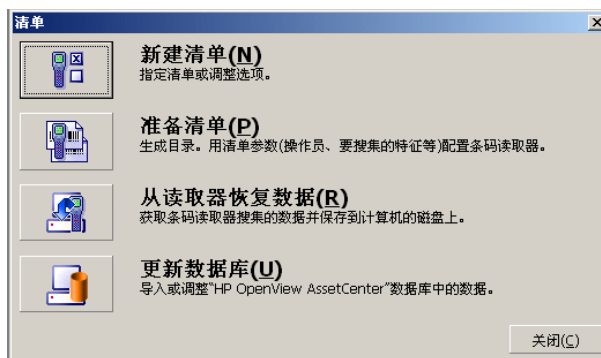 清单
新建清单(N)
指定清单或调整选项。
准备清单(P)
生成目录。用清单参数(操作员、要搜集的特征等)配置条码读取器。
从读取器恢复数据(R)
获取条码读取器搜集的数据并保存到计算机的磁盘上。
更新数据库(U)
导入或调整"HP OpenView AssetCenter"数据库中的数据。
关闭(C)